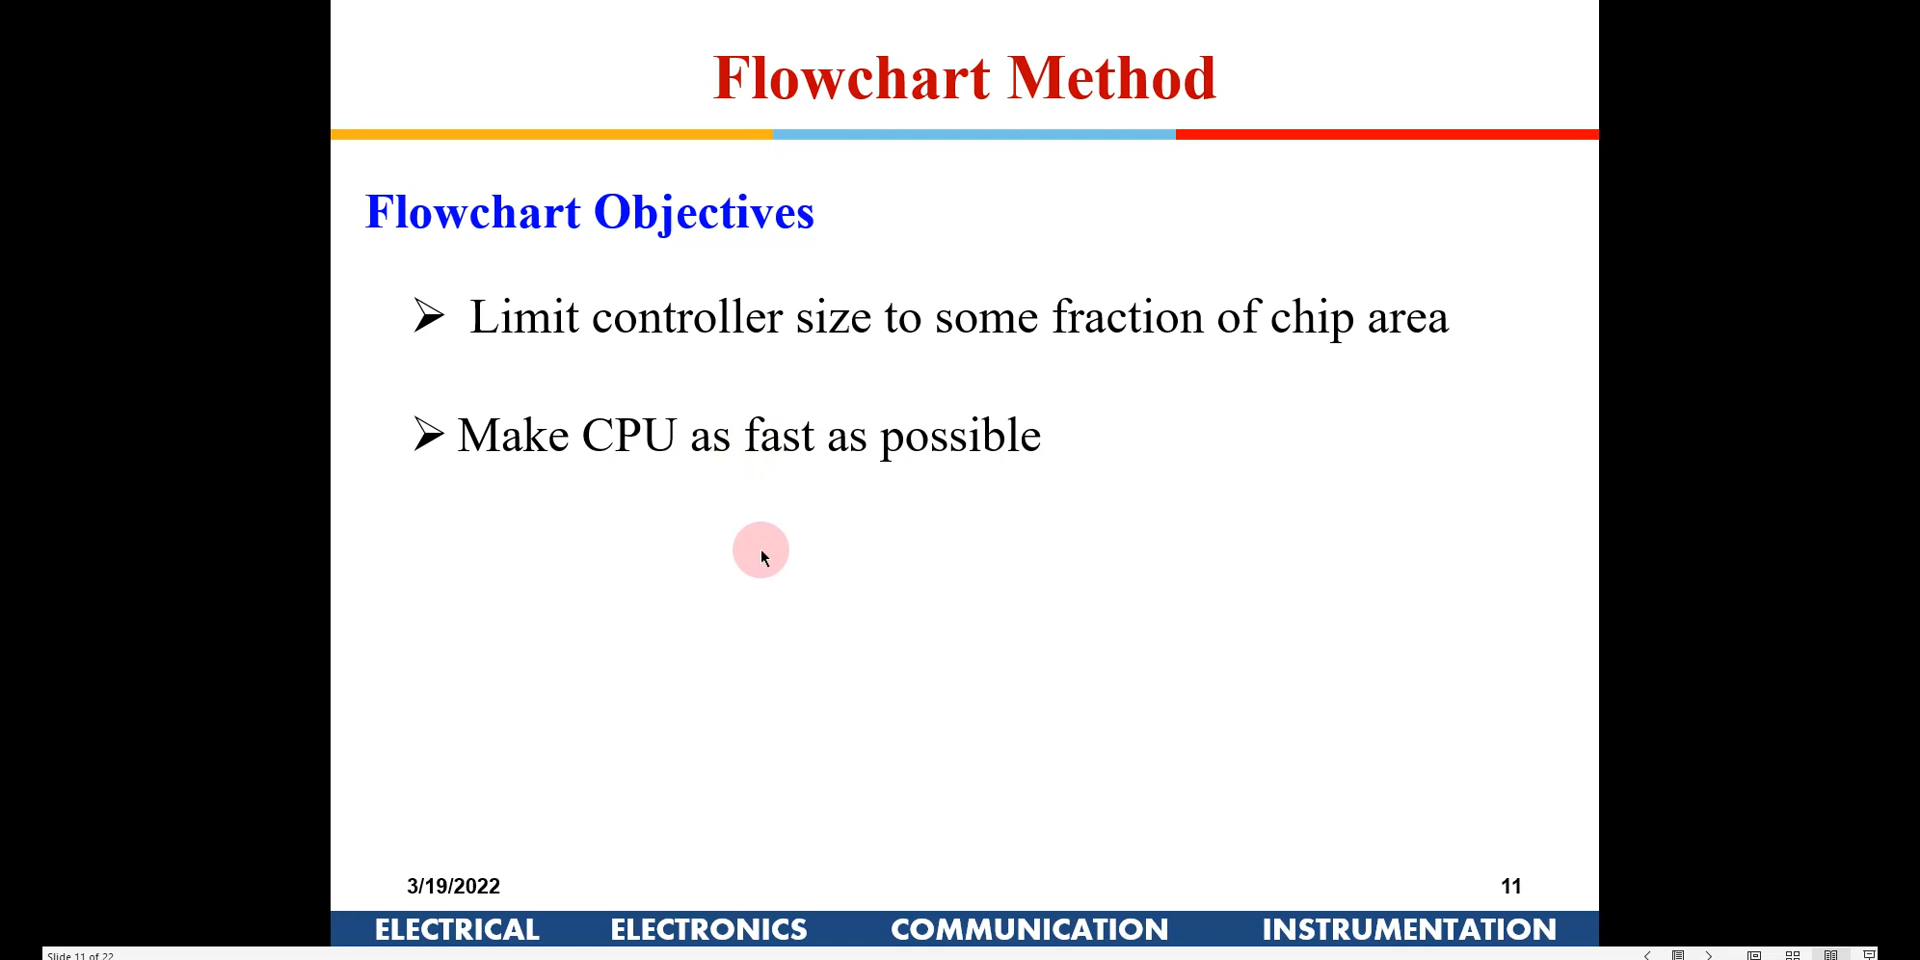 Flowchart Method
Flowchart Objectives
Limit controller size to some fraction of chip area
Make CPU as fast as possible
3/19/2022
11
ELECTRICAL ELECTRONICS COMMUNICATION INSTRUMENTATION
Slide 11 of 22